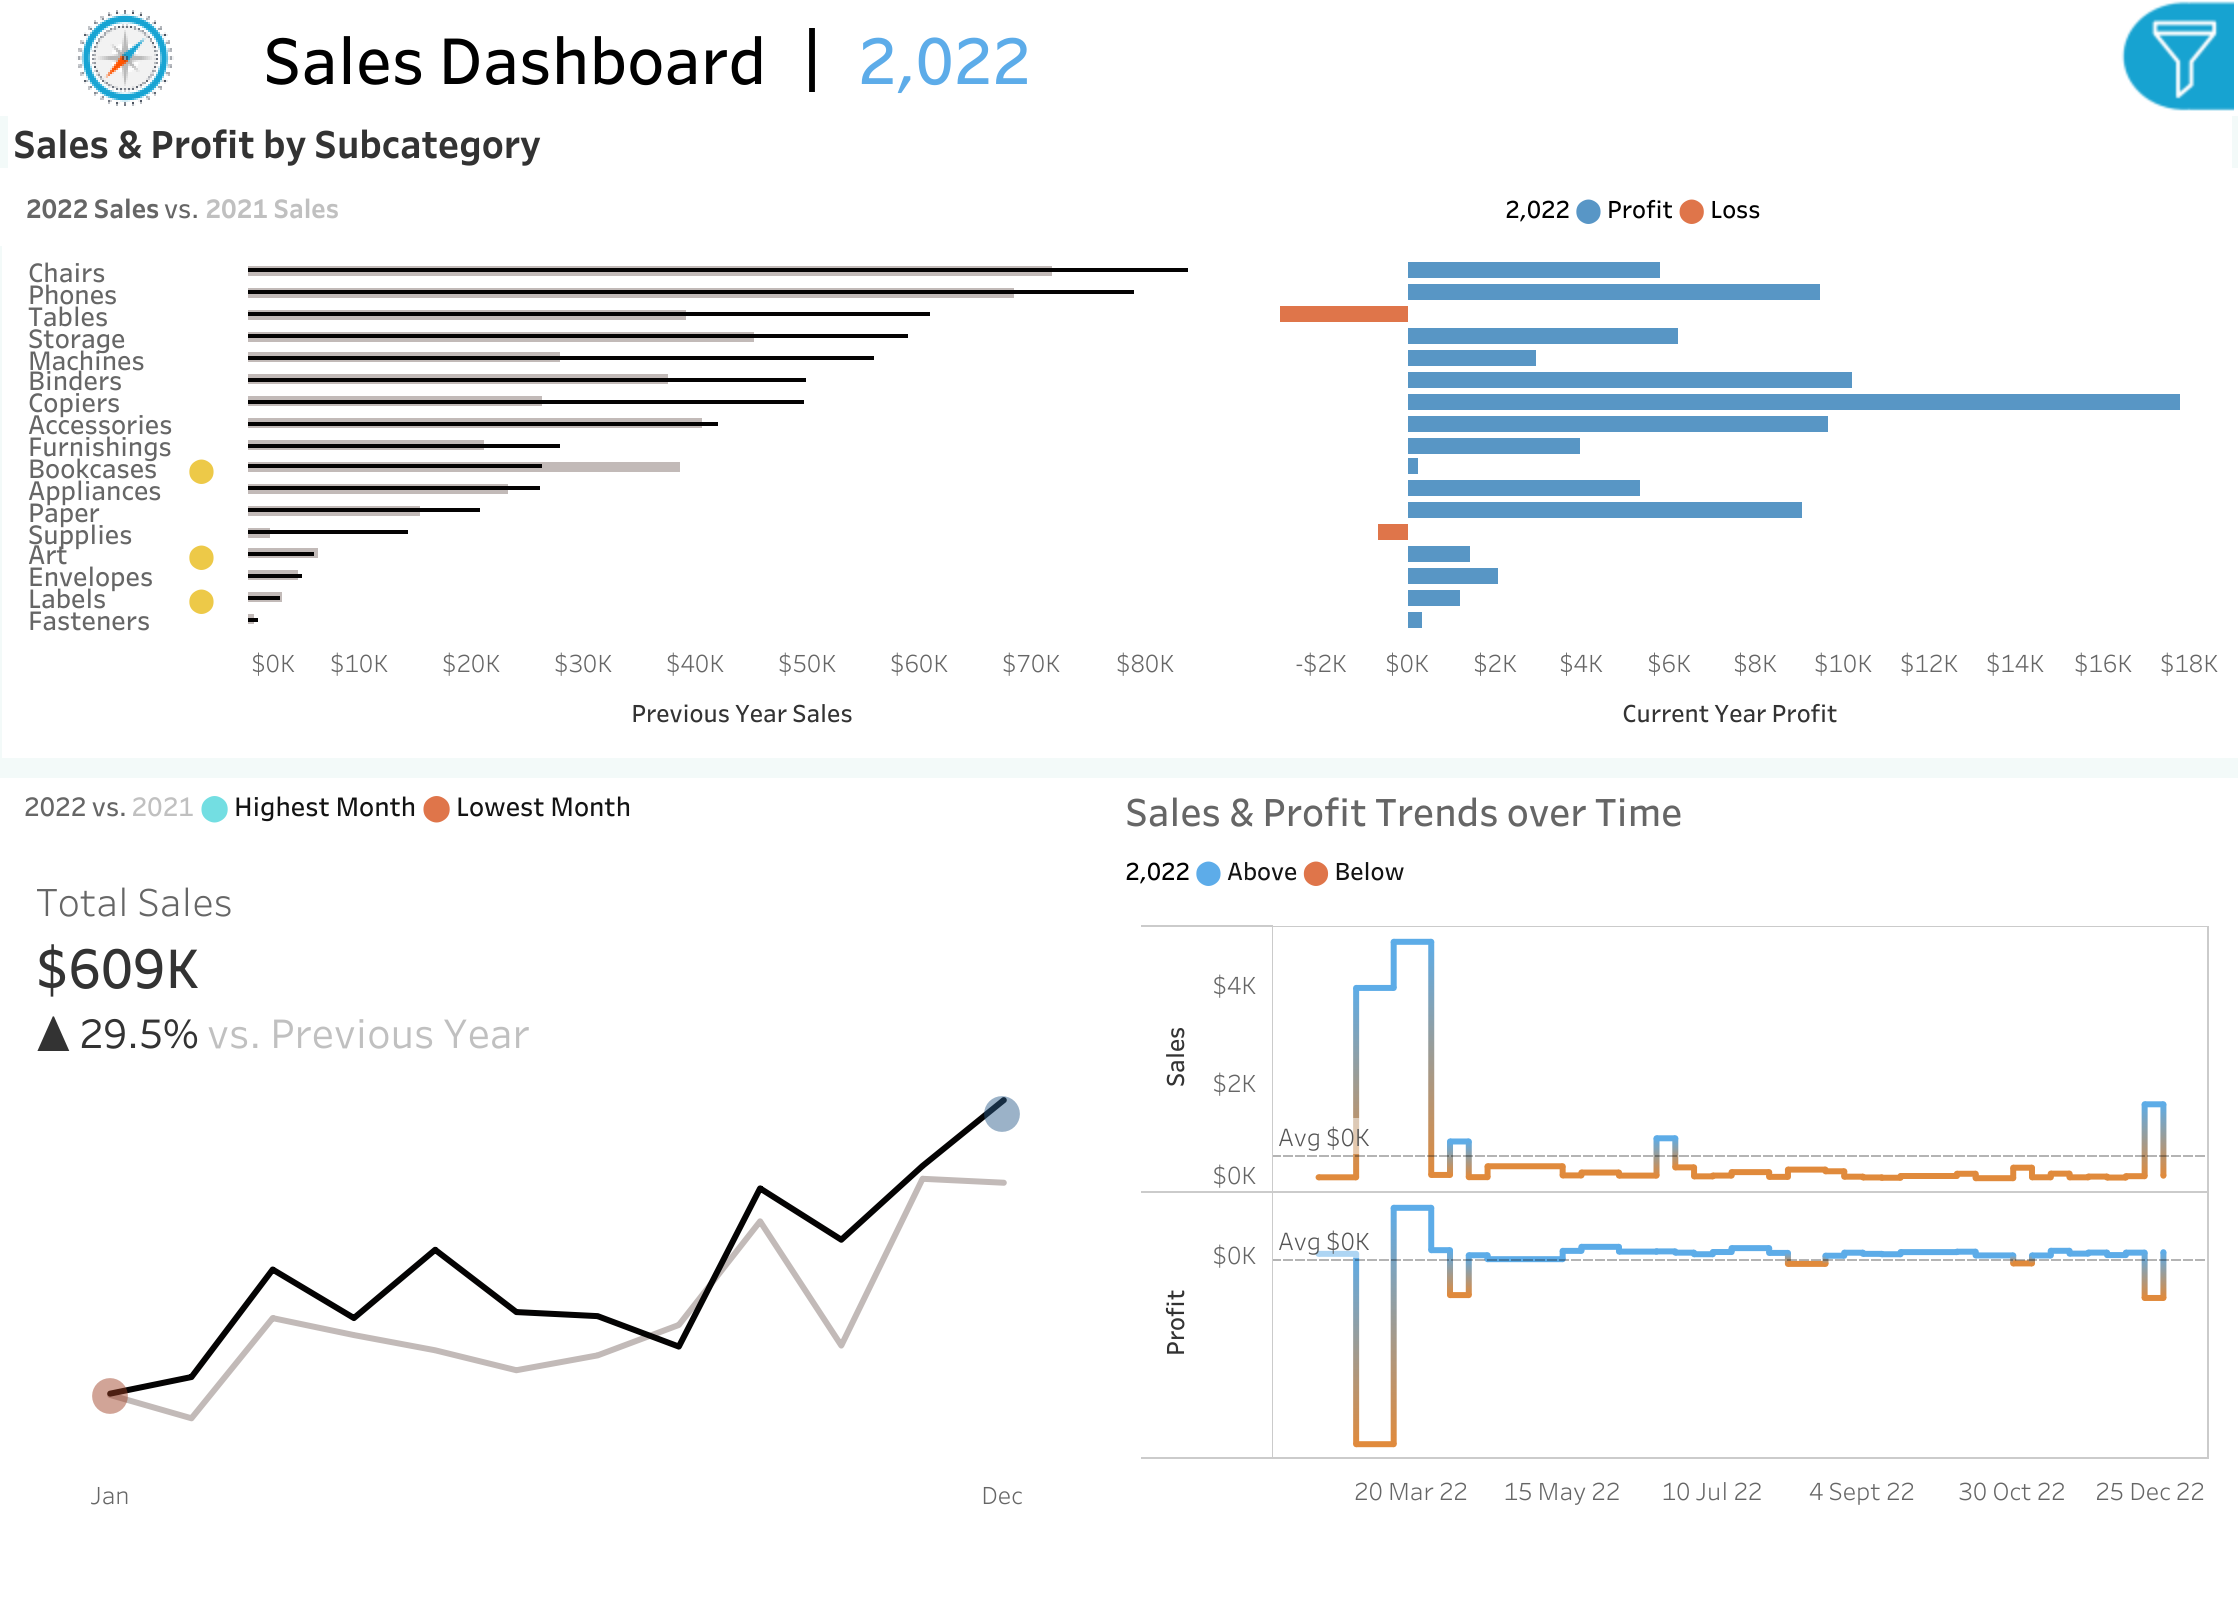 Sales Dashboard | 2,022
Sales & Profit by Subcategory
2022 Sales vs. 2021 Sales
2,022 Profit Loss
Chairs
Phones
Tables
Storage
Machines
Binders
Copiers
Accessories
Furnishings
Bookcases
Appliances
Paper
Supplies
Art
Envelopes
Labels
Fasteners
$0K $10K $20K $30K $40K $50K $60K $70K $80K
Previous Year Sales
-$2K $0K $2K $4K $6K $8K $10K $12K $14K $16K $18K
Current Year Profit
2022 vs. 2021 Highest Month Lowest Month
Total Sales
$609K
▲ 29.5% vs. Previous Year
Jan Dec
Sales & Profit Trends over Time
2,022 Above Below
Sales
$4K
$2K
Avg $0K
$0K
Profit
Avg $0K
$0K
20 Mar 22 15 May 22 10 Jul 22 4 Sept 22 30 Oct 22 25 Dec 22